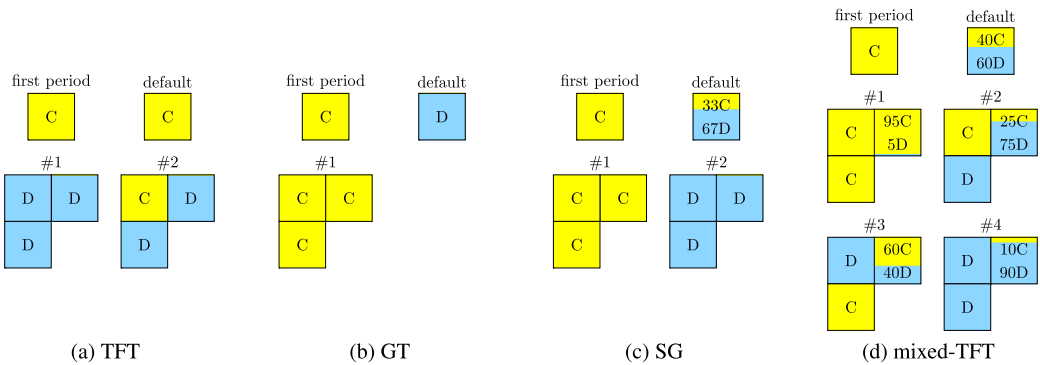 first period default
C C
#1 #2
D D C D
D D
(a) TFT
first period default
C D
#1
C C
C
(b) GT
first period default
C 33C
67D
#1 #2
C C D D
C D
(c) SG
first period default
C 40C
60D
#1 #2
C 95C C 25C
5D 75D
C D
#3 #4
D 60C D 10C
40D 90D
C D
(d) mixed-TFT